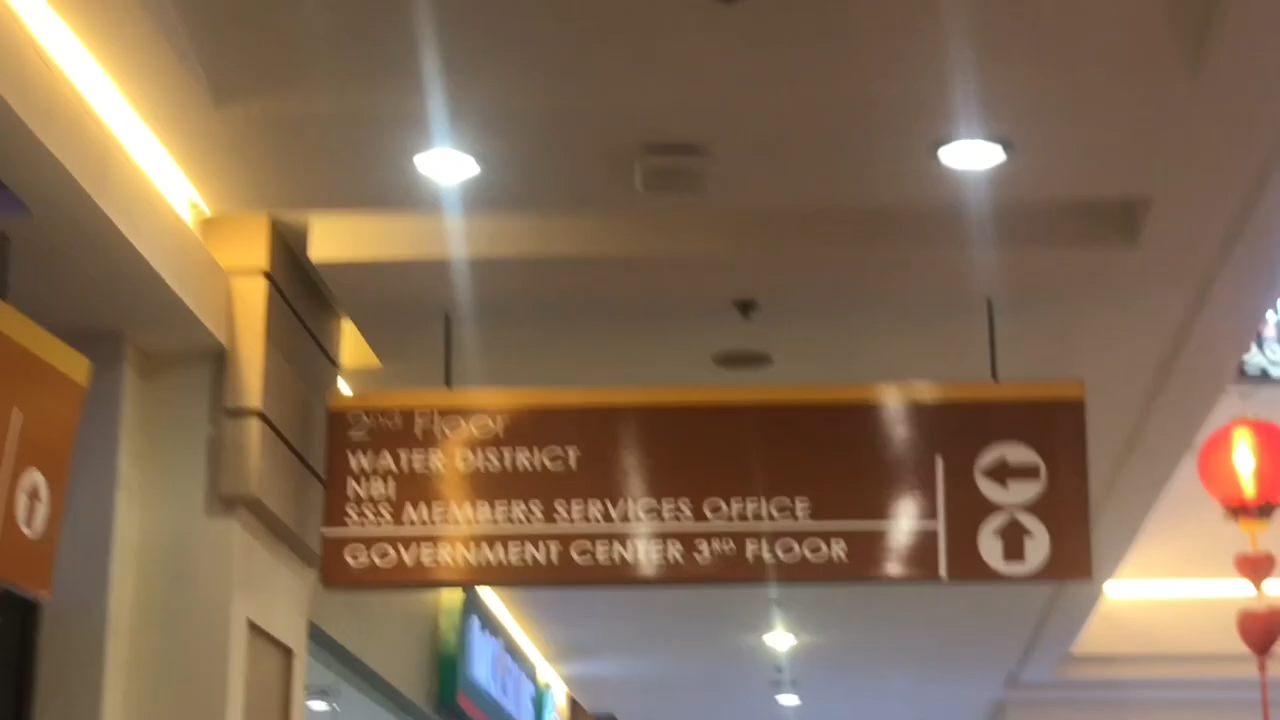 2nd Floor
WATER DISTRICT
NBI
SSS MEMBERS SERVICES OFFICE
GOVERNMENT CENTER 3RD FLOOR